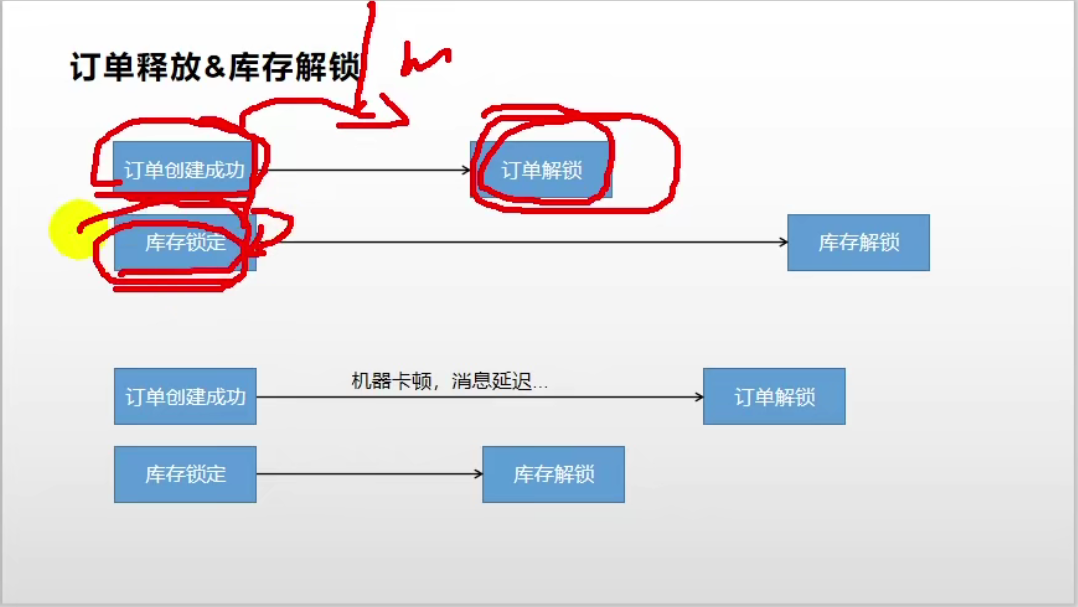 订单释放&库存解锁
订单创建成功
订单解锁
库存锁定
库存解锁
机器卡顿，消息延迟...
订单创建成功
订单解锁
库存锁定
库存解锁